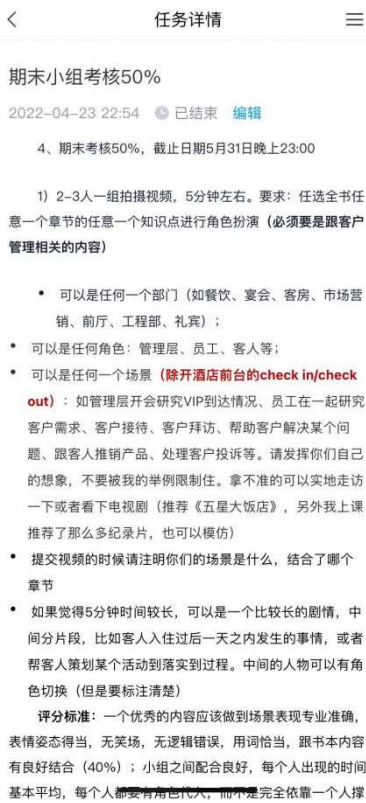 任务详情
期末小组考核50%
2022-04-23 22:54 已结束 编辑
4、期末考核50%，截止日期5月31日晚上23:00
1）2-3人一组拍摄视频，5分钟左右。要求：任选全书任
意一个章节的任意一个知识点进行角色扮演（必须要是跟客户
管理相关的内容）
• 可以是任何一个部门（如餐饮、宴会、客房、市场营
销、前厅、工程部、礼宾）；
• 可以是任何角色：管理层、员工、客人等；
• 可以是任何一个场景（除开酒店前台的check in/check
out）：如管理层开会研究VIP到达情况、员工在一起研究
客户需求、客户接待、客户拜访、帮助客户解决某个问
题、跟客人推销产品、处理客户投诉等。请发挥你们自己
的想象，不要被我的举例限制住。拿不准的可以实地走访
一下或者看下电视剧（推荐《五星大饭店》，另外我上课
推荐了那么多纪录片，也可以模仿）
• 提交视频的时候请注明你们的场景是什么，结合了哪个
章节
• 如果觉得5分钟时间较长，可以是一个比较长的剧情，中
间分片段，比如客人入住过后一天之内发生的事情，或者
帮客人策划某个活动到落实到过程。中间的人物可以有角
色切换（但是要标注清楚）
评分标准：一个优秀的内容应该做到场景表现专业准确，
表情姿态得当，无笑场，无逻辑错误，用词恰当，跟书本内容
有良好结合（40%）；小组之间配合良好，每个人出现的时间
基本平均，每个人都要有角色代入，而不是完全依靠一个人撑